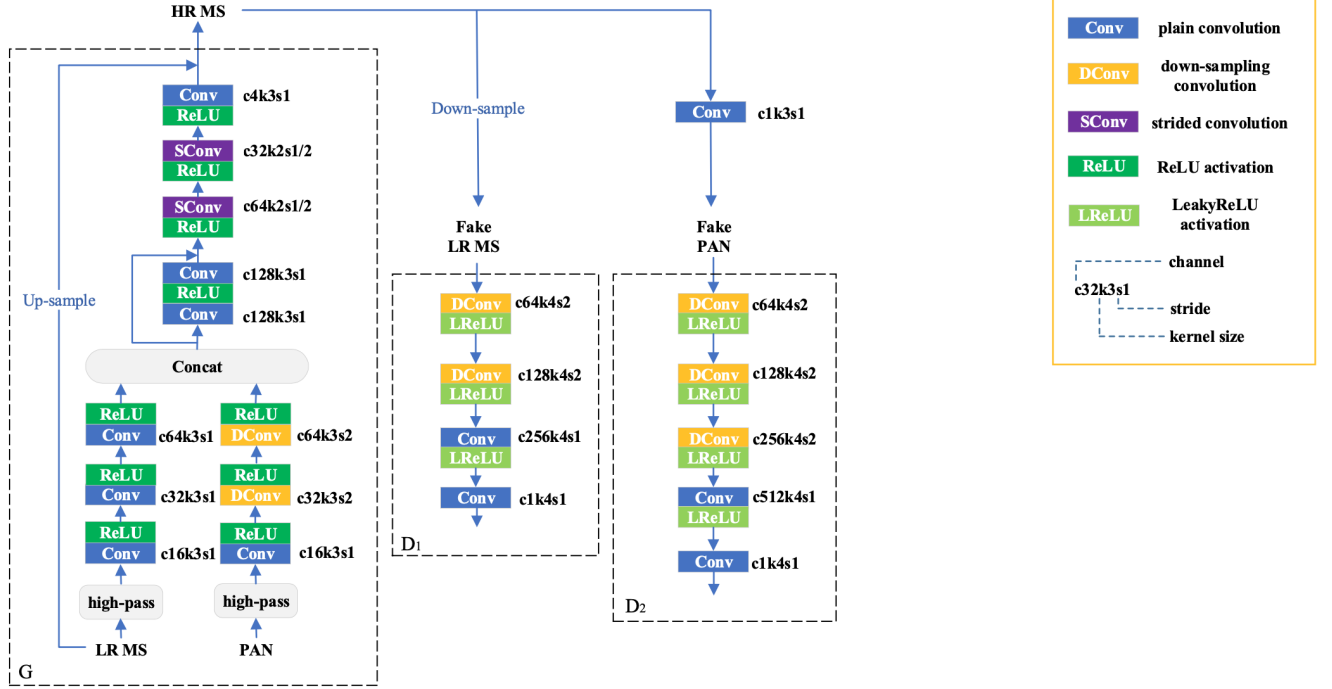 HR MS
Conv c4k3s1
ReLU
SConv c32k2s1/2
ReLU
SConv c64k2s1/2
ReLU
Conv c128k3s1
ReLU
Conv c128k3s1
Up-sample
Concat
ReLU
Conv c64k3s1
ReLU
Conv c32k3s1
ReLU
Conv c16k3s1
high-pass
LR MS
ReLU
DConv c64k3s2
ReLU
DConv c32k3s2
ReLU
Conv c16k3s1
high-pass
PAN
G
Down-sample
Fake
LR MS
DConv c64k4s2
LReLU
DConv c128k4s2
LReLU
Conv c256k4s1
LReLU
Conv c1k4s1
D1
Conv c1k3s1
Fake
PAN
DConv c64k4s2
LReLU
DConv c128k4s2
LReLU
DConv c256k4s2
LReLU
Conv c512k4s1
LReLU
Conv c1k4s1
D2
Conv plain convolution
DConv down-sampling
convolution
SConv strided convolution
ReLU ReLU activation
LReLU LeakyReLU
activation
channel
c32k3s1
stride
kernel size